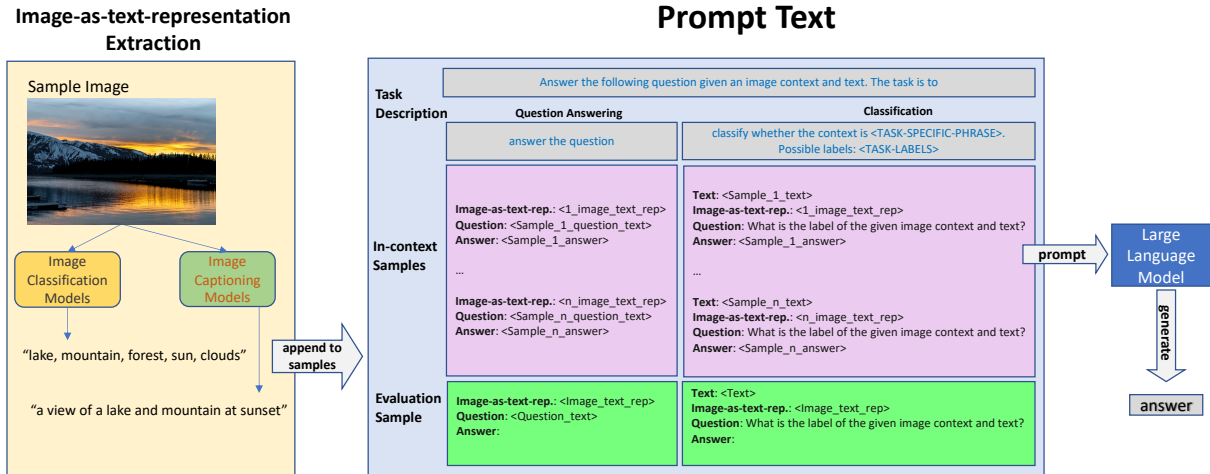 Image-as-text-representation
Extraction
Sample Image
Image
Classification
Models
Image
Captioning
Models
“lake, mountain, forest, sun, clouds”
“a view of a lake and mountain at sunset”
append to
samples
Prompt Text
Task
Description
Answer the following question given an image context and text. The task is to
Question Answering
Classification
answer the question
classify whether the context is <TASK-SPECIFIC-PHRASE>.
Possible labels: <TASK-LABELS>
In-context
Samples
Image-as-text-rep.: <1_image_text_rep>
Question: <Sample_1_question_text>
Answer: <Sample_1_answer>
...
Image-as-text-rep.: <n_image_text_rep>
Question: <Sample_n_question_text>
Answer: <Sample_n_answer>
Text: <Sample_1_text>
Image-as-text-rep.: <1_image_text_rep>
Question: What is the label of the given image context and text?
Answer: <Sample_1_answer>
...
Text: <Sample_n_text>
Image-as-text-rep.: <n_image_text_rep>
Question: What is the label of the given image context and text?
Answer: <Sample_n_answer>
Evaluation
Sample
Image-as-text-rep.: <Image_text_rep>
Question: <Question_text>
Answer:
Text: <Text>
Image-as-text-rep.: <Image_text_rep>
Question: What is the label of the given image context and text?
Answer:
prompt
Large
Language
Model
generate
answer